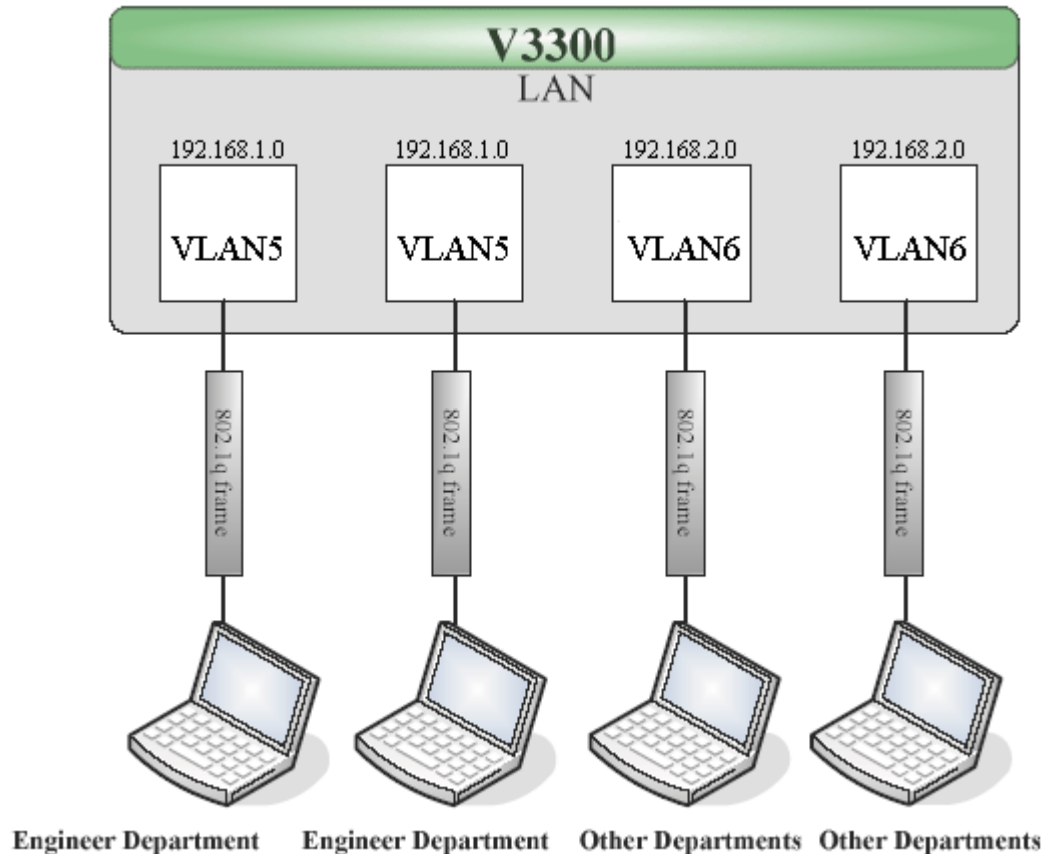 V3300
LAN
192.168.1.0 192.168.1.0 192.168.2.0 192.168.2.0
VLAN5 VLAN5 VLAN6 VLAN6
802.1q frame 802.1q frame 802.1q frame 802.1q frame
Engineer Department Engineer Department Other Departments Other Departments